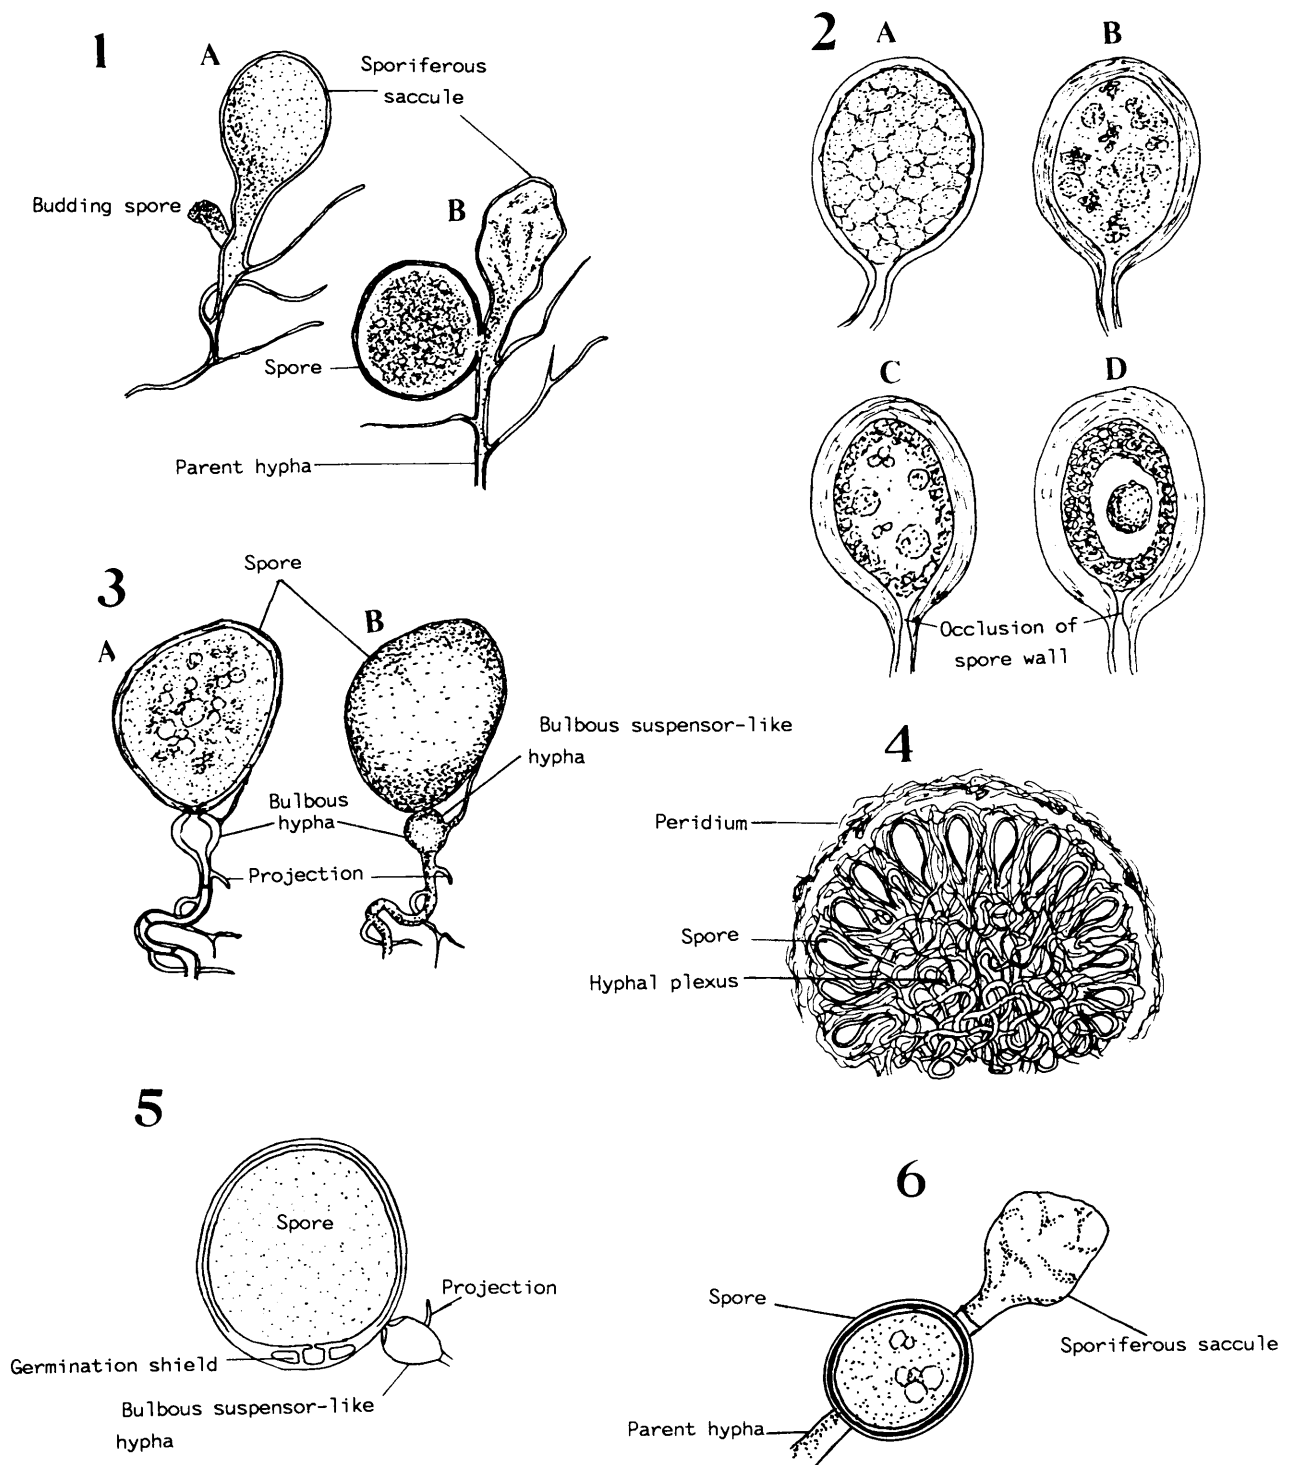 1
A
Sporiferous
saccule
Budding spore
B
Spore
Parent hypha
2
A
B
C
D
Occlusion of
spore wall
3
Spore
A
B
Bulbous suspensor-like
hypha
Bulbous
hypha
Projection
4
Peridium
Spore
Hyphal plexus
5
Spore
Projection
Germination shield
Bulbous suspensor-like
hypha
6
Spore
Sporiferous saccule
Parent hypha